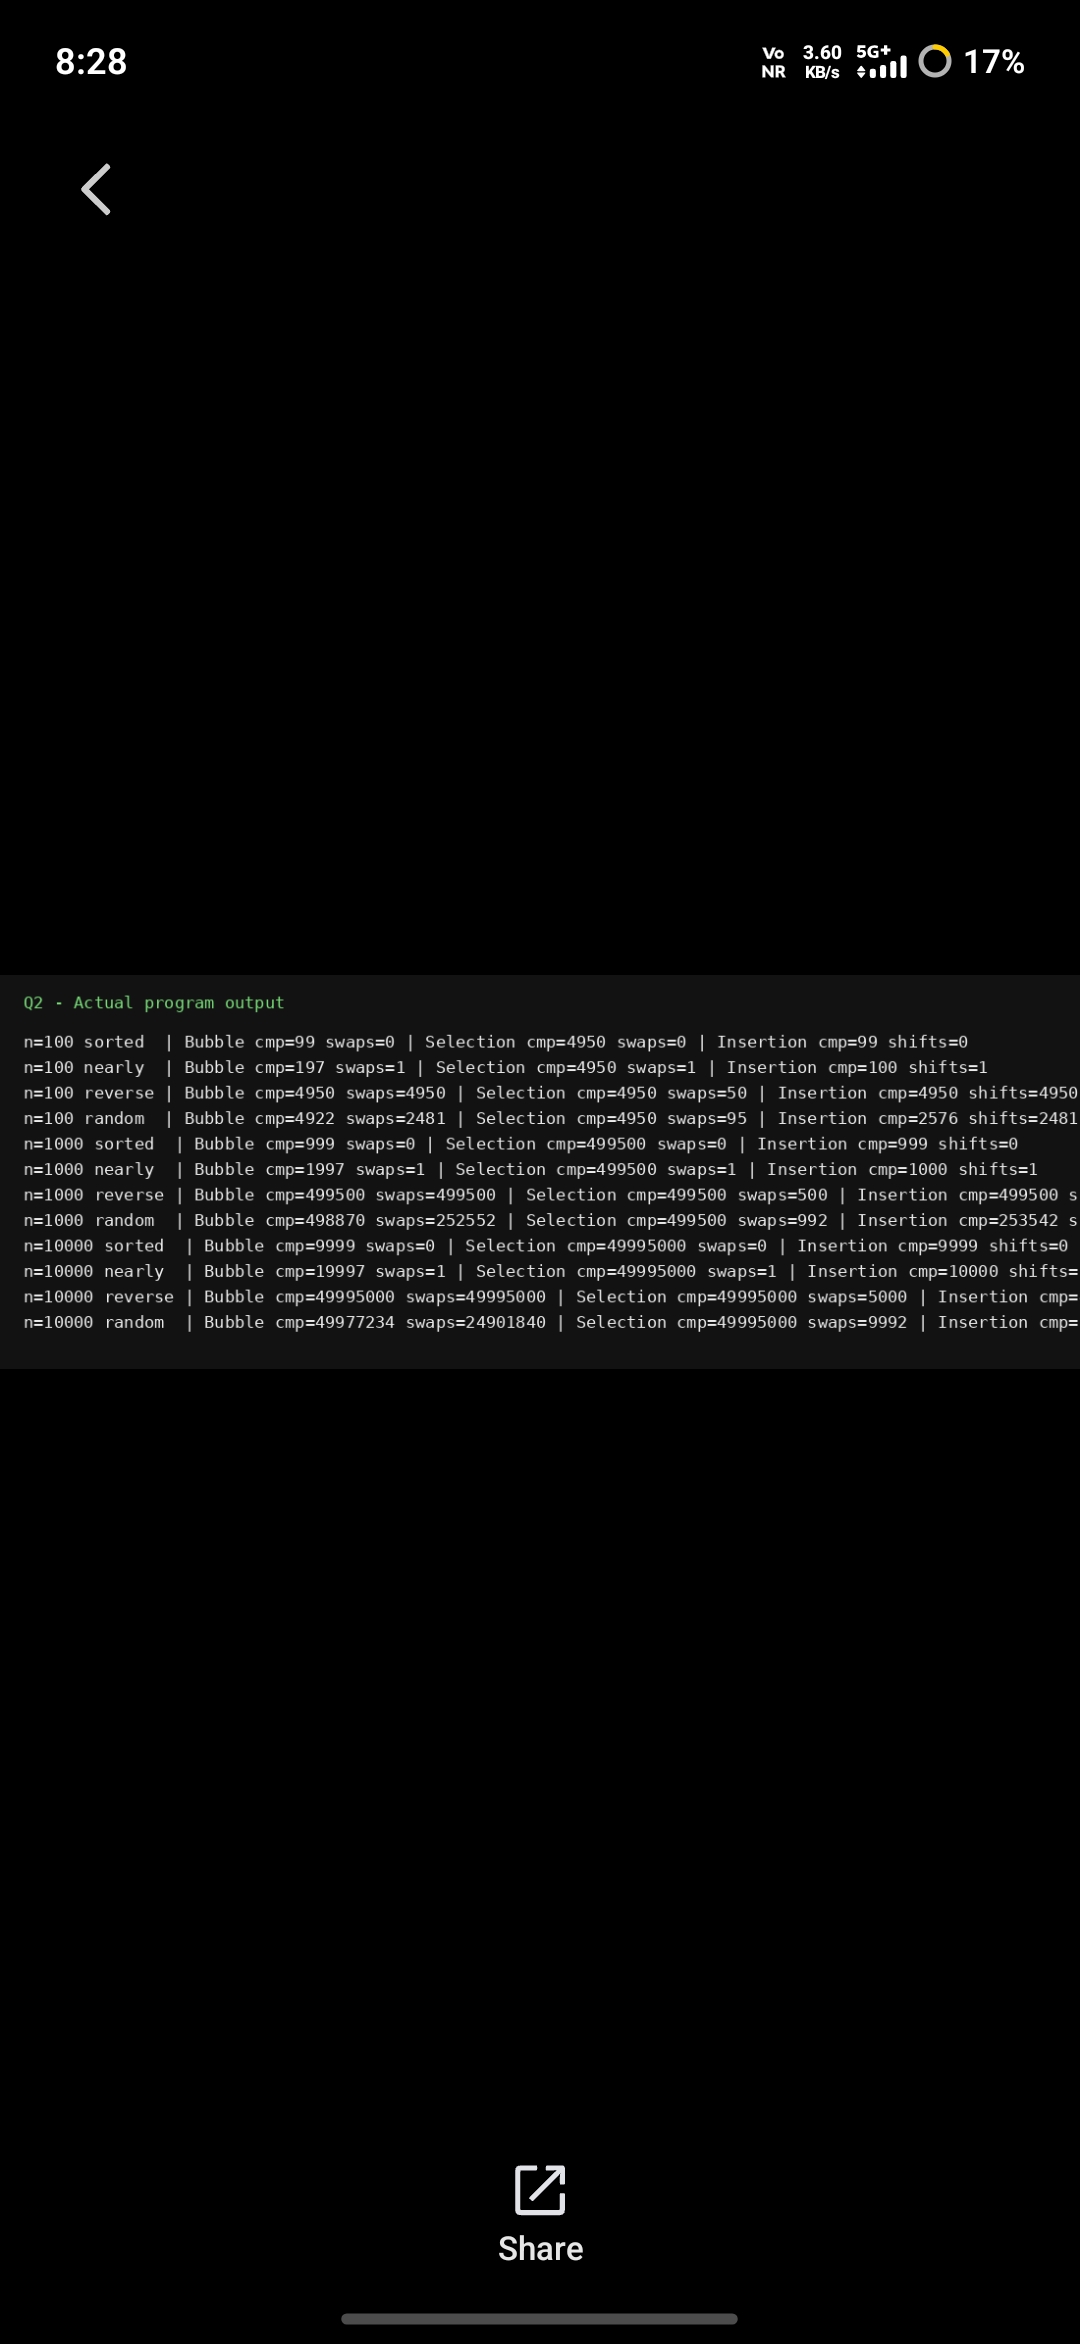 8:28
Vo NR 3.60 KB/s 5G+ 17%
Q2 - Actual program output
n=100 sorted  | Bubble cmp=99 swaps=0 | Selection cmp=4950 swaps=0 | Insertion cmp=99 shifts=0
n=100 nearly  | Bubble cmp=197 swaps=1 | Selection cmp=4950 swaps=1 | Insertion cmp=100 shifts=1
n=100 reverse | Bubble cmp=4950 swaps=4950 | Selection cmp=4950 swaps=50 | Insertion cmp=4950 shifts=4950
n=100 random  | Bubble cmp=4922 swaps=2481 | Selection cmp=4950 swaps=95 | Insertion cmp=2576 shifts=2481
n=1000 sorted  | Bubble cmp=999 swaps=0 | Selection cmp=499500 swaps=0 | Insertion cmp=999 shifts=0
n=1000 nearly  | Bubble cmp=1997 swaps=1 | Selection cmp=499500 swaps=1 | Insertion cmp=1000 shifts=1
n=1000 reverse | Bubble cmp=499500 swaps=499500 | Selection cmp=499500 swaps=500 | Insertion cmp=499500 s
n=1000 random  | Bubble cmp=498870 swaps=252552 | Selection cmp=499500 swaps=992 | Insertion cmp=253542 s
n=10000 sorted  | Bubble cmp=9999 swaps=0 | Selection cmp=49995000 swaps=0 | Insertion cmp=9999 shifts=0
n=10000 nearly  | Bubble cmp=19997 swaps=1 | Selection cmp=49995000 swaps=1 | Insertion cmp=10000 shifts=
n=10000 reverse | Bubble cmp=49995000 swaps=49995000 | Selection cmp=49995000 swaps=5000 | Insertion cmp=
n=10000 random  | Bubble cmp=49977234 swaps=24901840 | Selection cmp=49995000 swaps=9992 | Insertion cmp=
Share